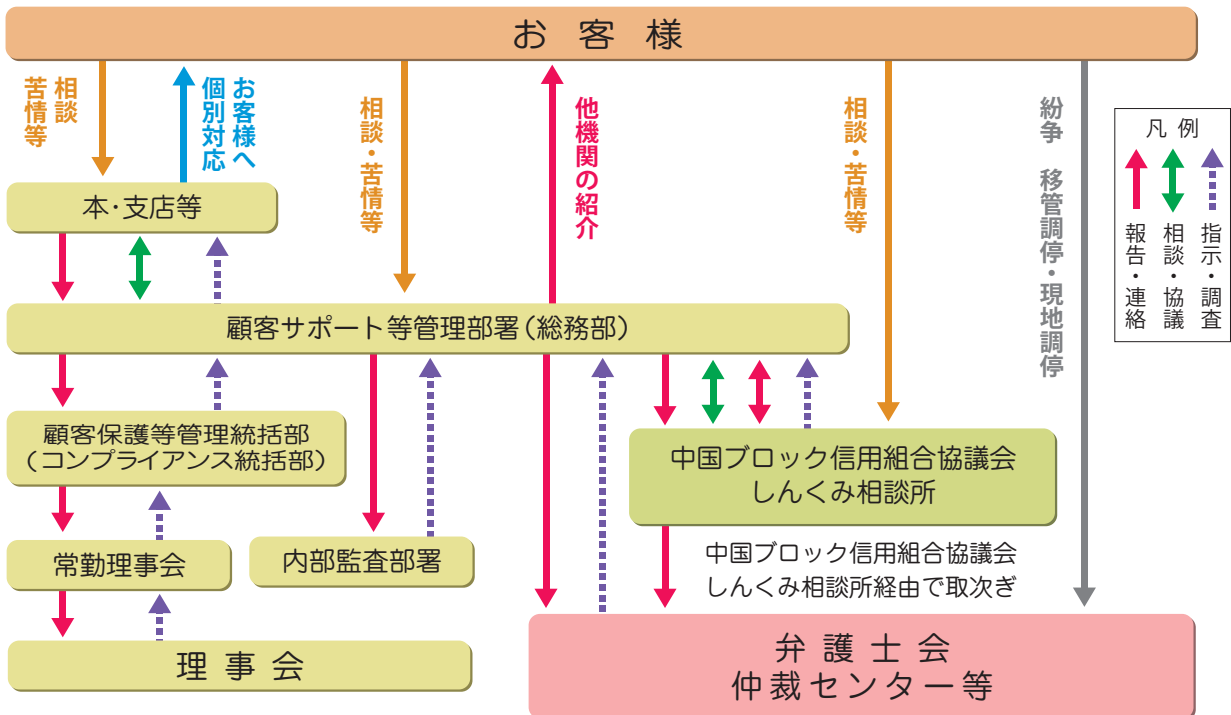 お客様
相談
苦情等
お客様へ
個別対応
相談・苦情等
他機関の紹介
相談・苦情等
紛争 移管調停・現地調停
凡例
報告・連絡
相談・協議
指示・調査
本・支店等
顧客サポート等管理部署(総務部)
顧客保護等管理統括部
(コンプライアンス統括部)
中国ブロック信用組合協議会
しんくみ相談所
常勤理事会
内部監査部署
中国ブロック信用組合協議会
しんくみ相談所経由で取次ぎ
理事会
弁護士会
仲裁センター等